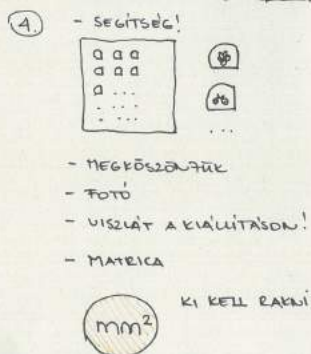 4.
- SEGÍTSÉG!
...
- MEGKÖSZÖNJÜK
- FOTÓ
- VISZLÁT A KIÁLLÍTÁSON!
- MATRICA
KI KELL RAKNI
mm²